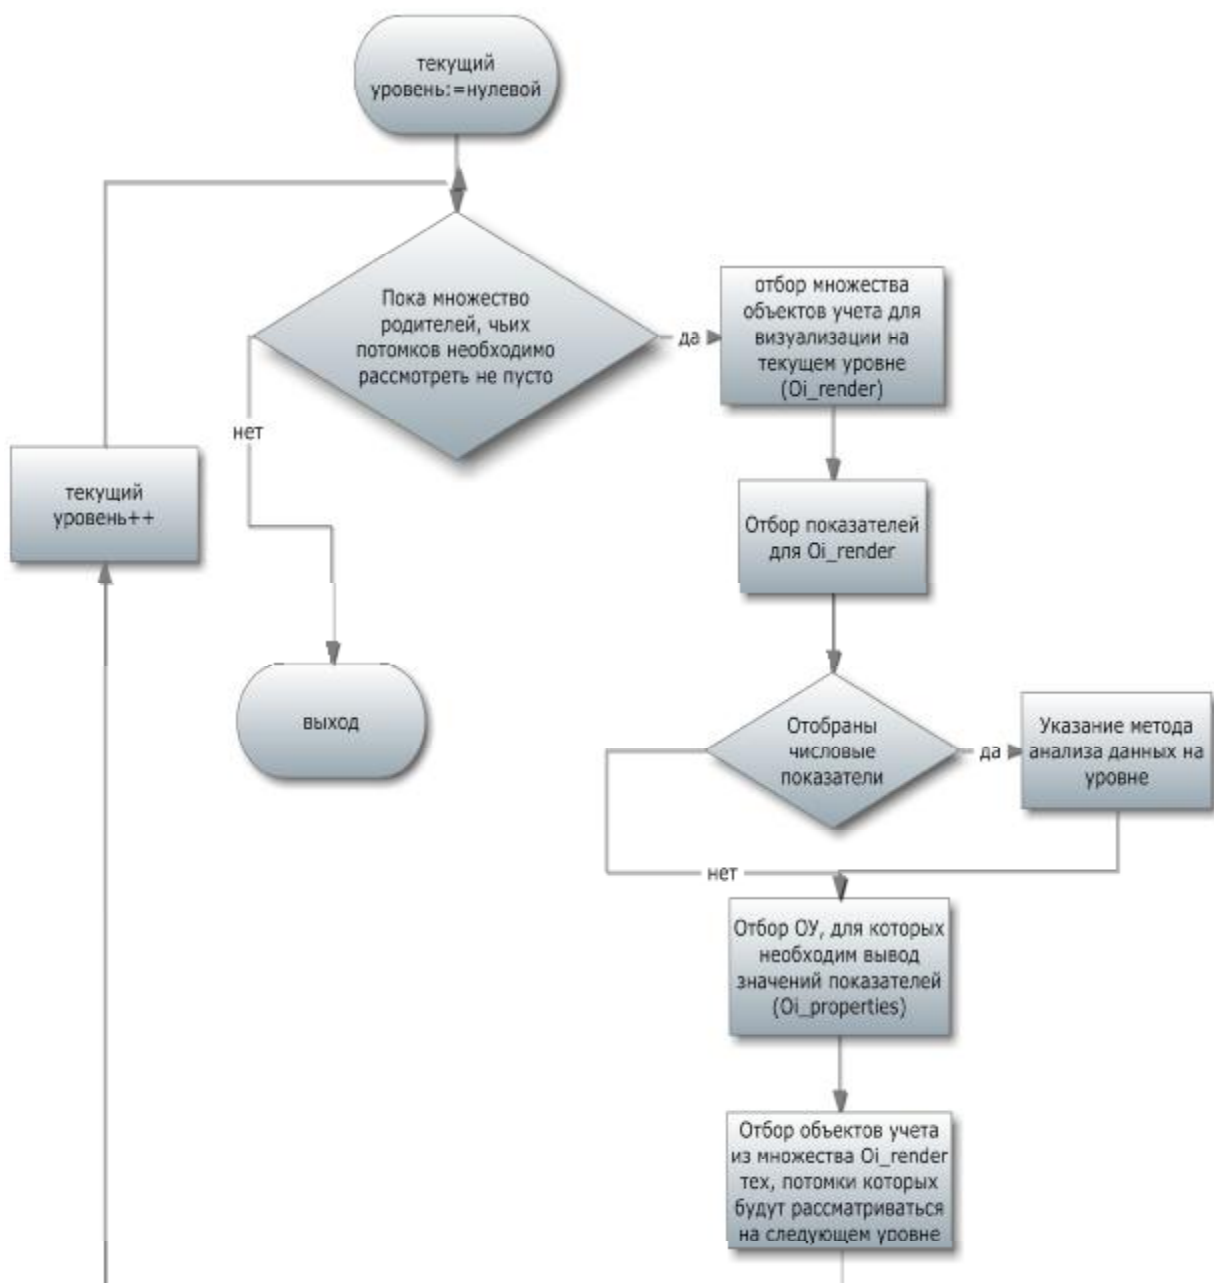 текущий
уровень:=нулевой
Пока множество
родителей, чьих
потомков необходимо
рассмотреть не пусто
да
отбор множества
объектов учета для
визуализации на
текущем уровне
(Oi_render)
нет
текущий
уровень++
Отбор показателей
для Oi_render
выход
Отобраны
числовые
показатели
да
Указание метода
анализа данных на
уровне
нет
Отбор ОУ, для которых
необходим вывод
значений показателей
(Oi_properties)
Отбор объектов учета
из множества Oi_render
тех, потомки которых
будут рассматриваться
на следующем уровне